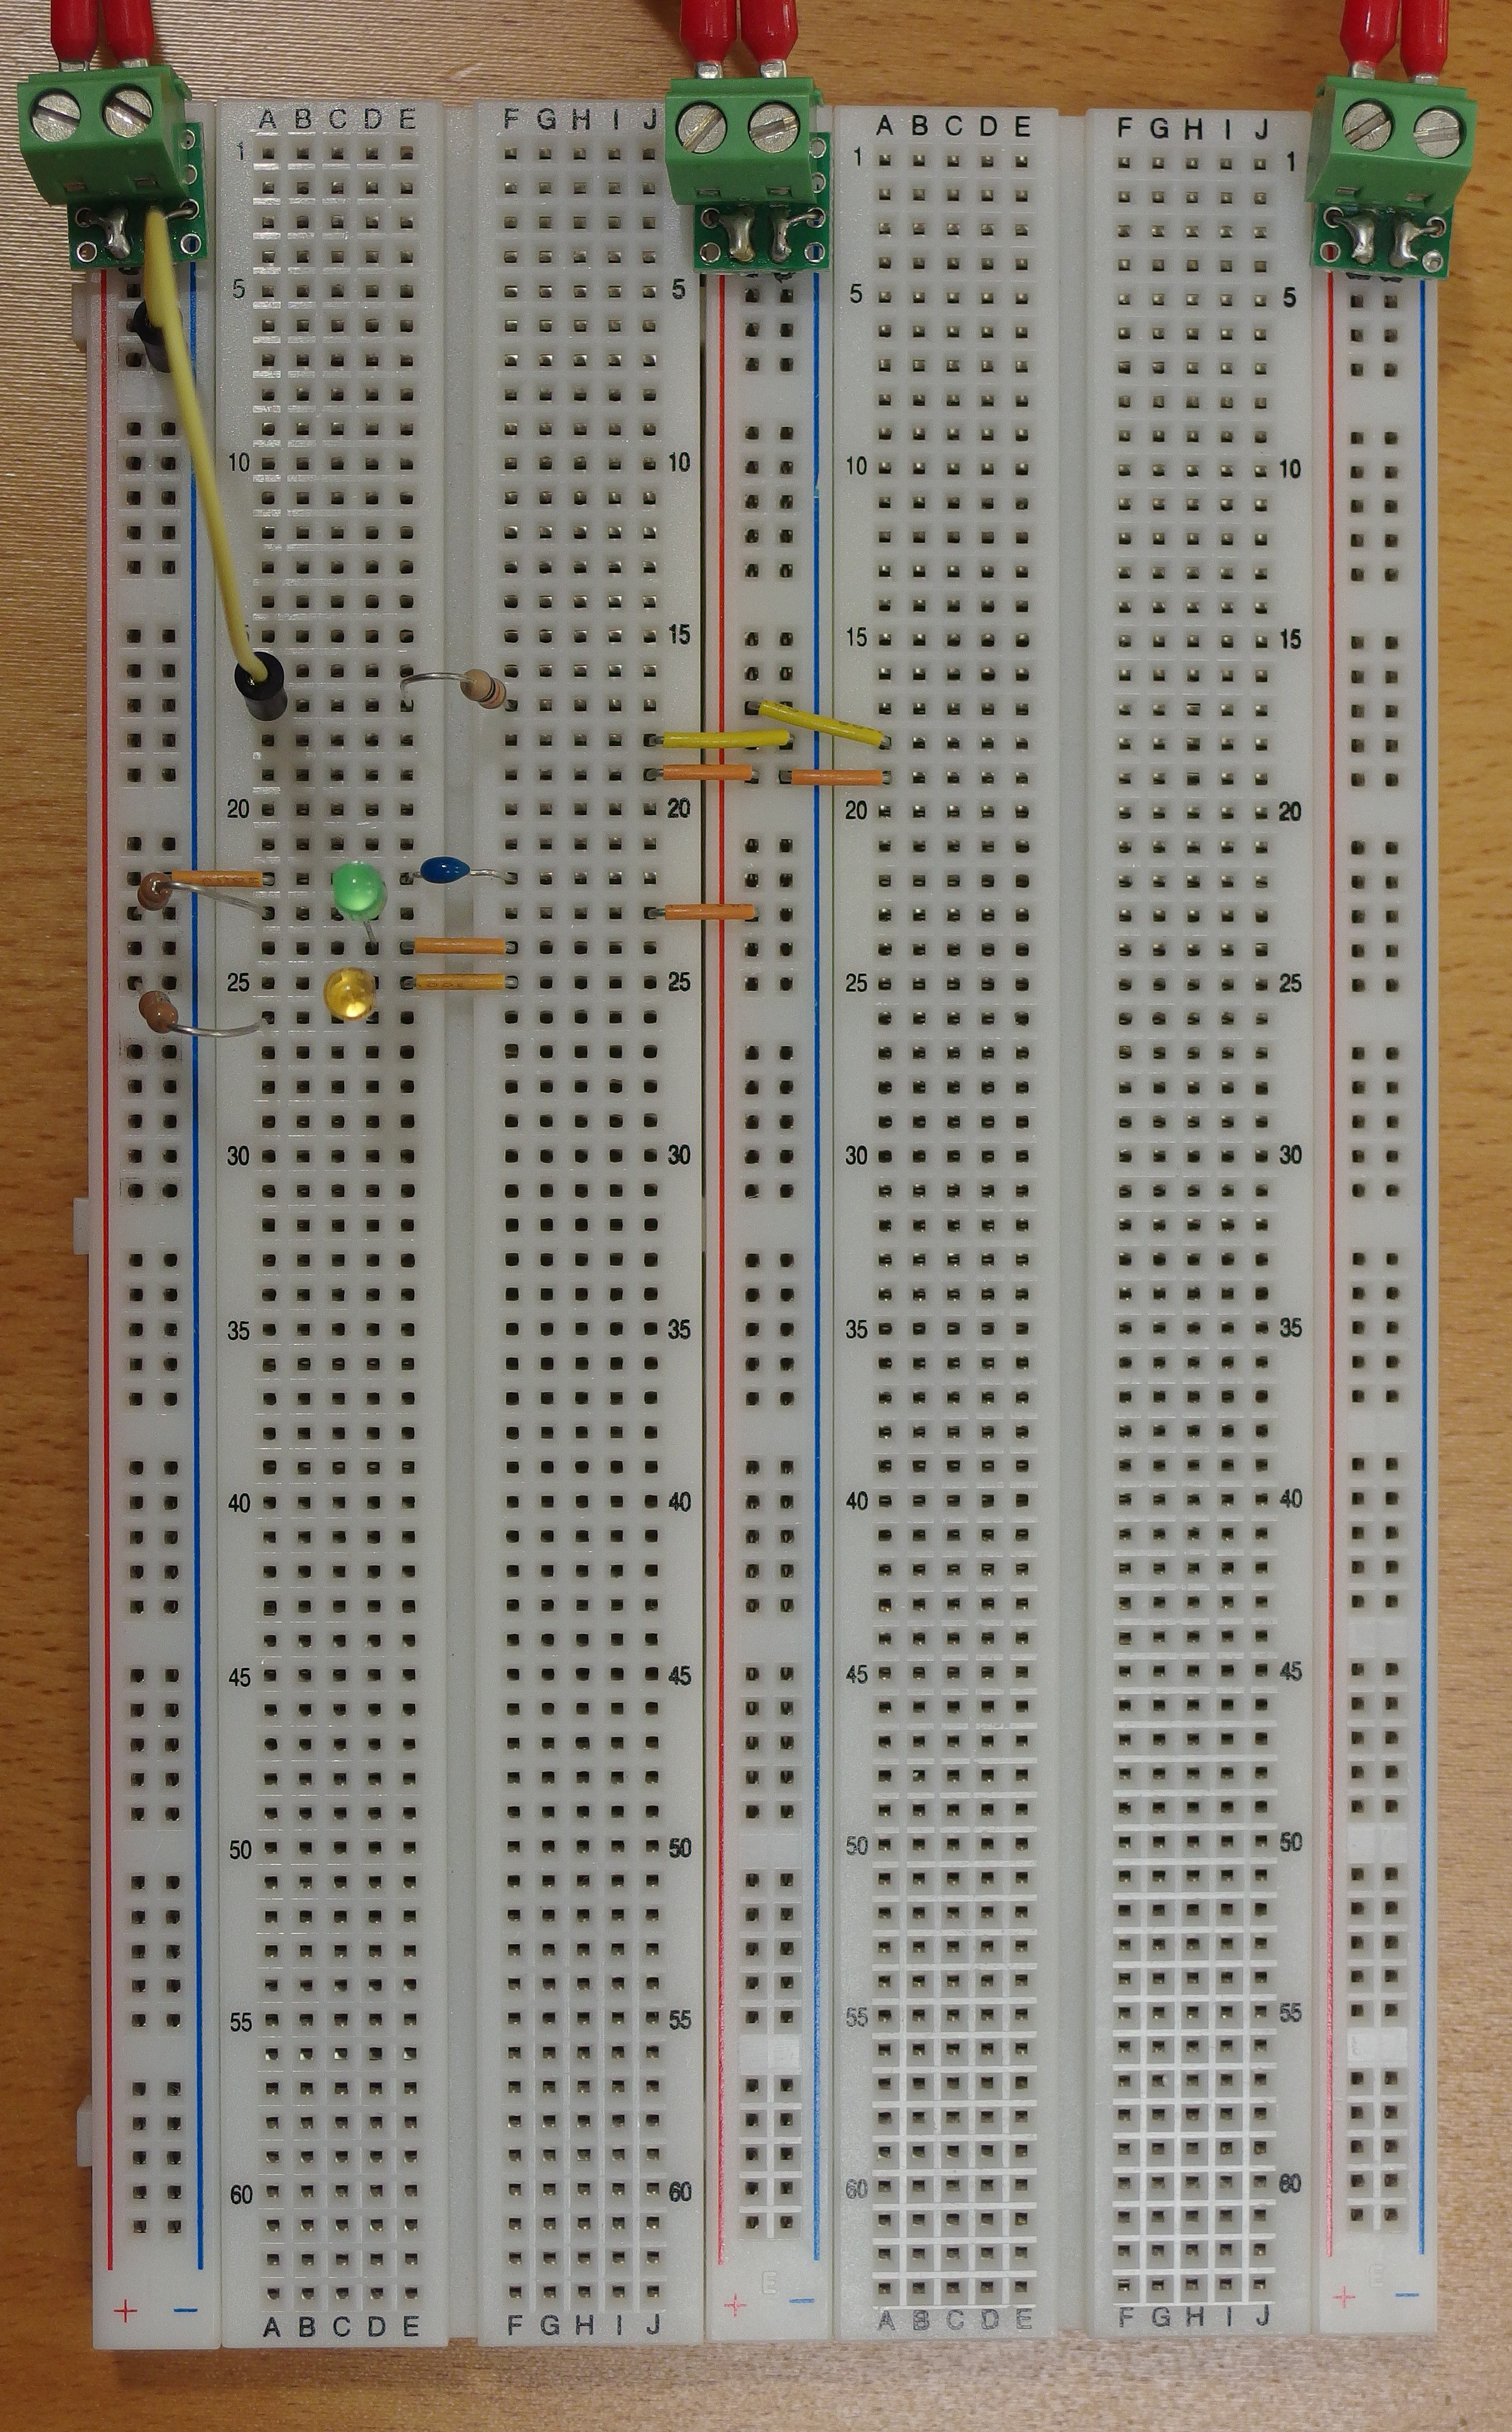 A B C D E F G H I J A B C D E F G H I J
1 1 1
5 5 5 5
10 10 10 10
5 15 15 15
20 20 20 20
25 25 25 25
30 30 30 30
35 35 35 35
40 40 40 40
45 45 45 45
50 50 50 50
55 55 55 55
60 60 60 60
+ − + − + −
E E
A B C D E F G H I J A B C D E F G H I J